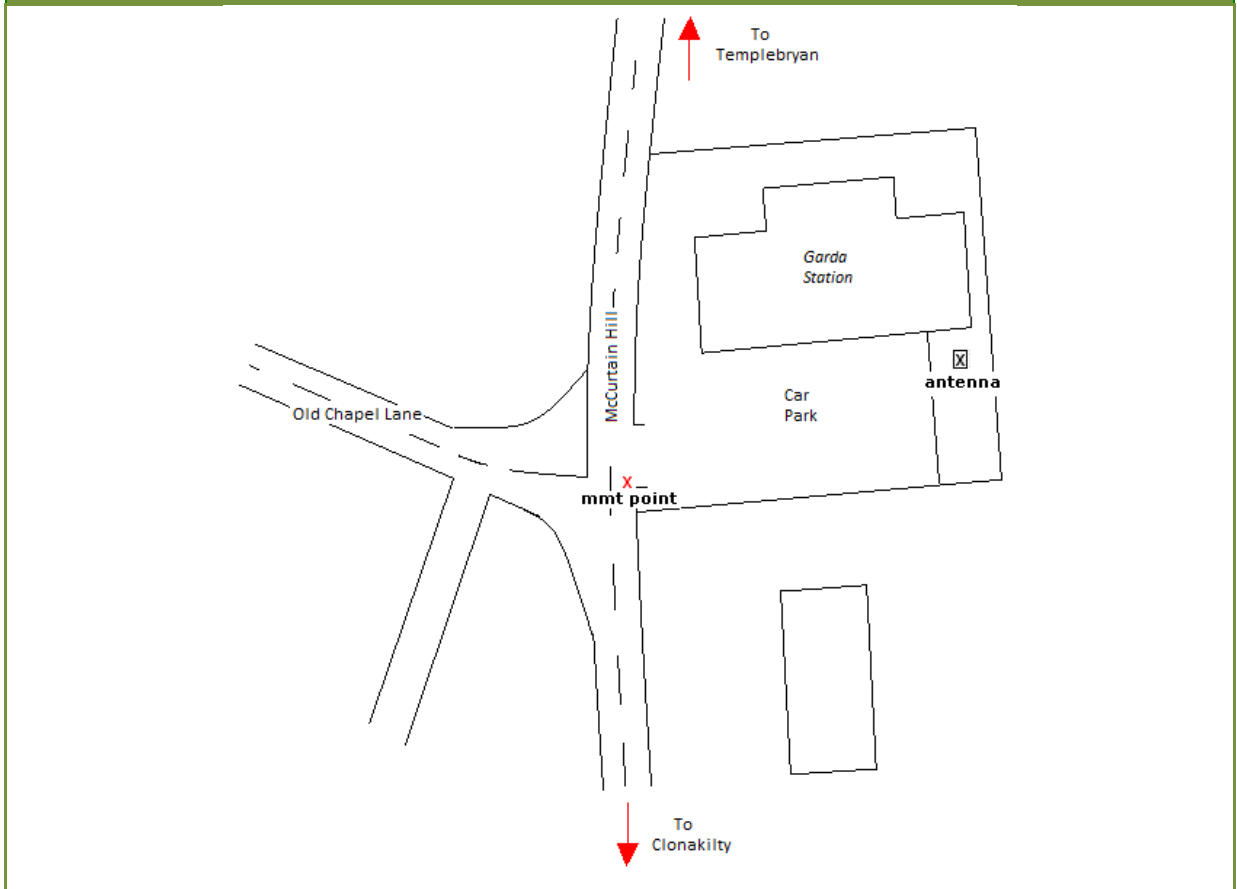 To
Templebryan
Garda
Station
McCurtain Hill
X
antenna
Old Chapel Lane
Car
Park
X
mmt point
To
Clonakilty